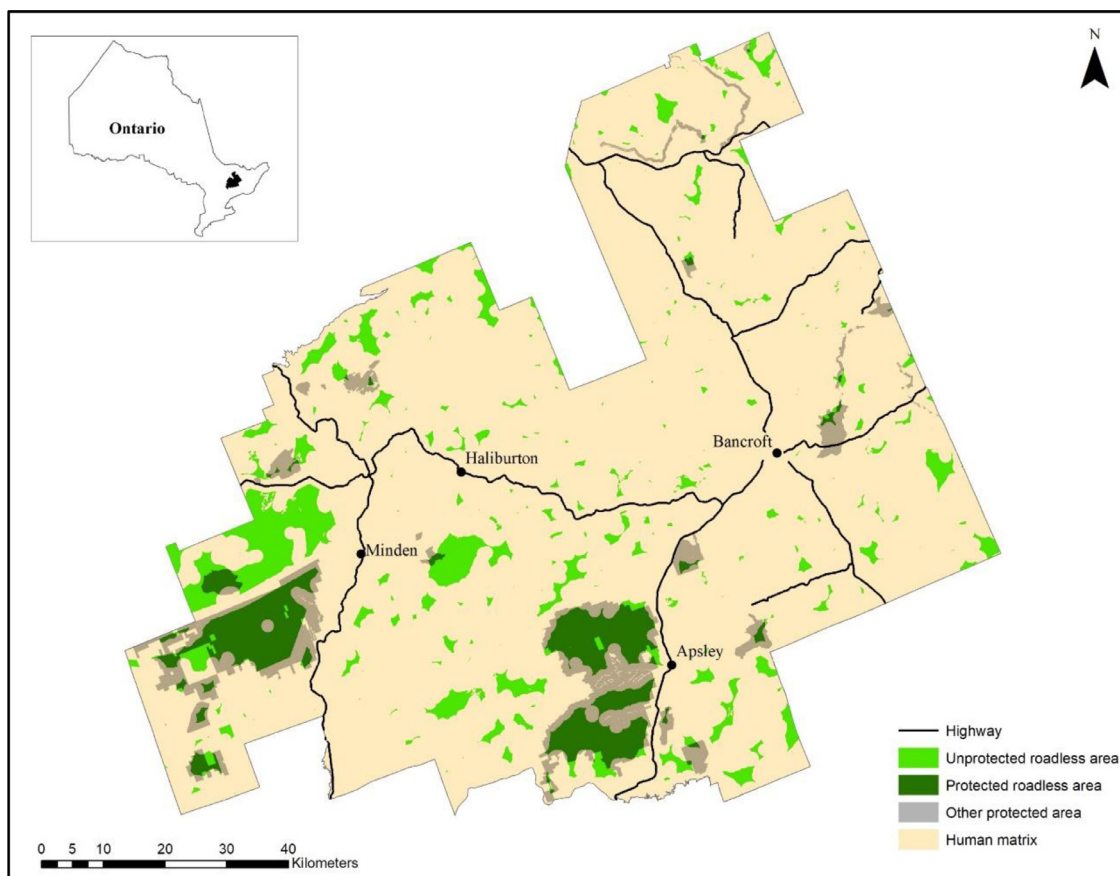 N
Ontario
Bancroft
Haliburton
Minden
Apsley
Highway
Unprotected roadless area
Protected roadless area
Other protected area
Human matrix
0 5 10 20 30 40
Kilometers